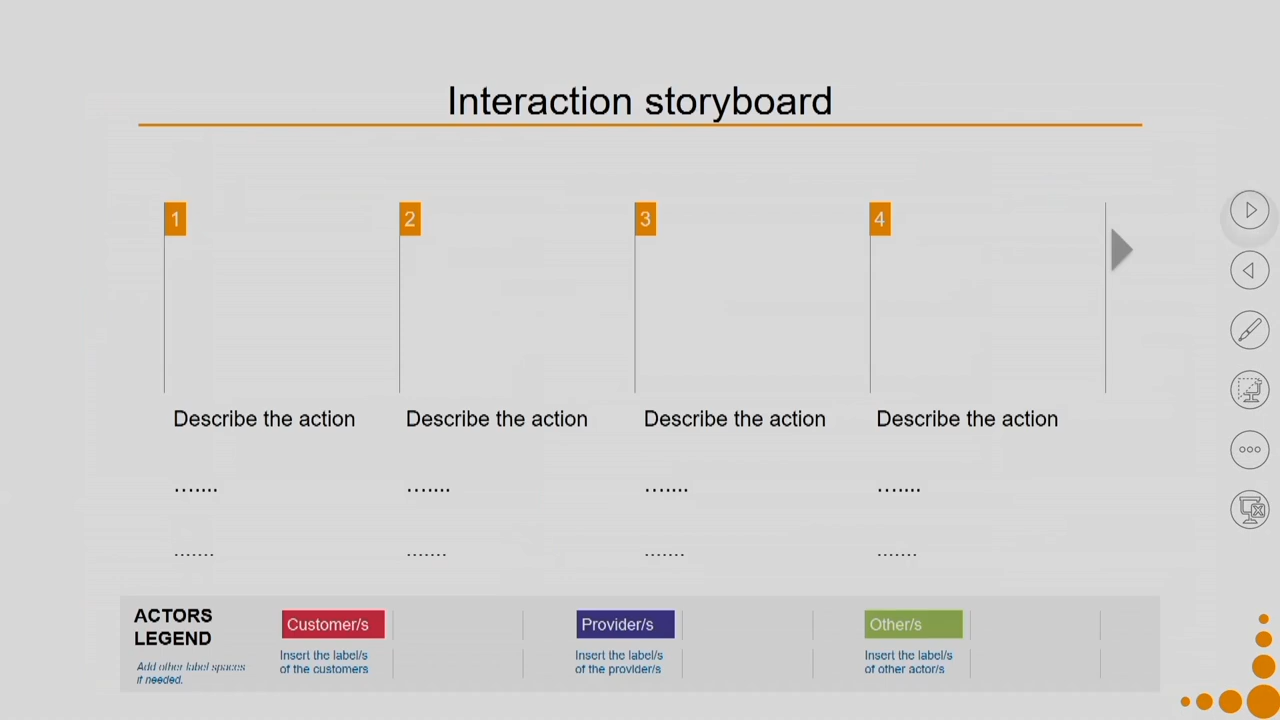 Interaction storyboard
1 2 3 4
Describe the action Describe the action Describe the action Describe the action
....... ....... ....... .......
....... ....... ....... .......
ACTORS
LEGEND
Add other label spaces
if needed.
Customer/s
Insert the label/s
of the customers
Provider/s
Insert the label/s
of the provider/s
Other/s
Insert the label/s
of other actor/s